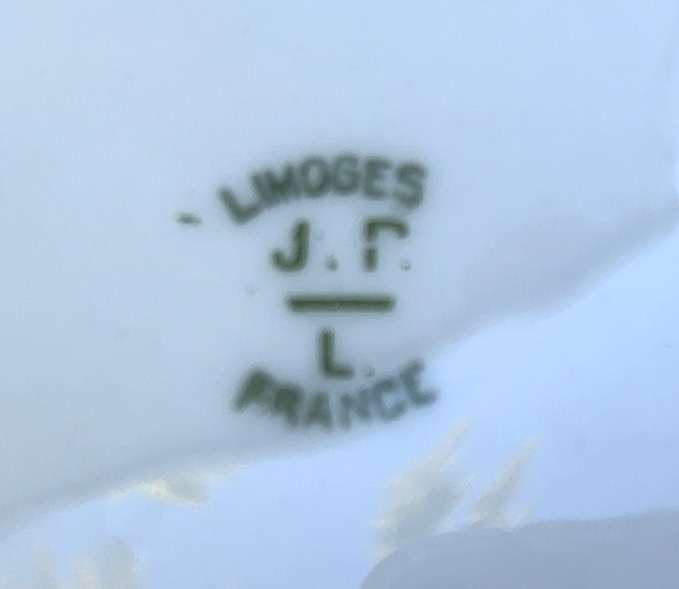 LIMOGES
J. P.
L.
FRANCE